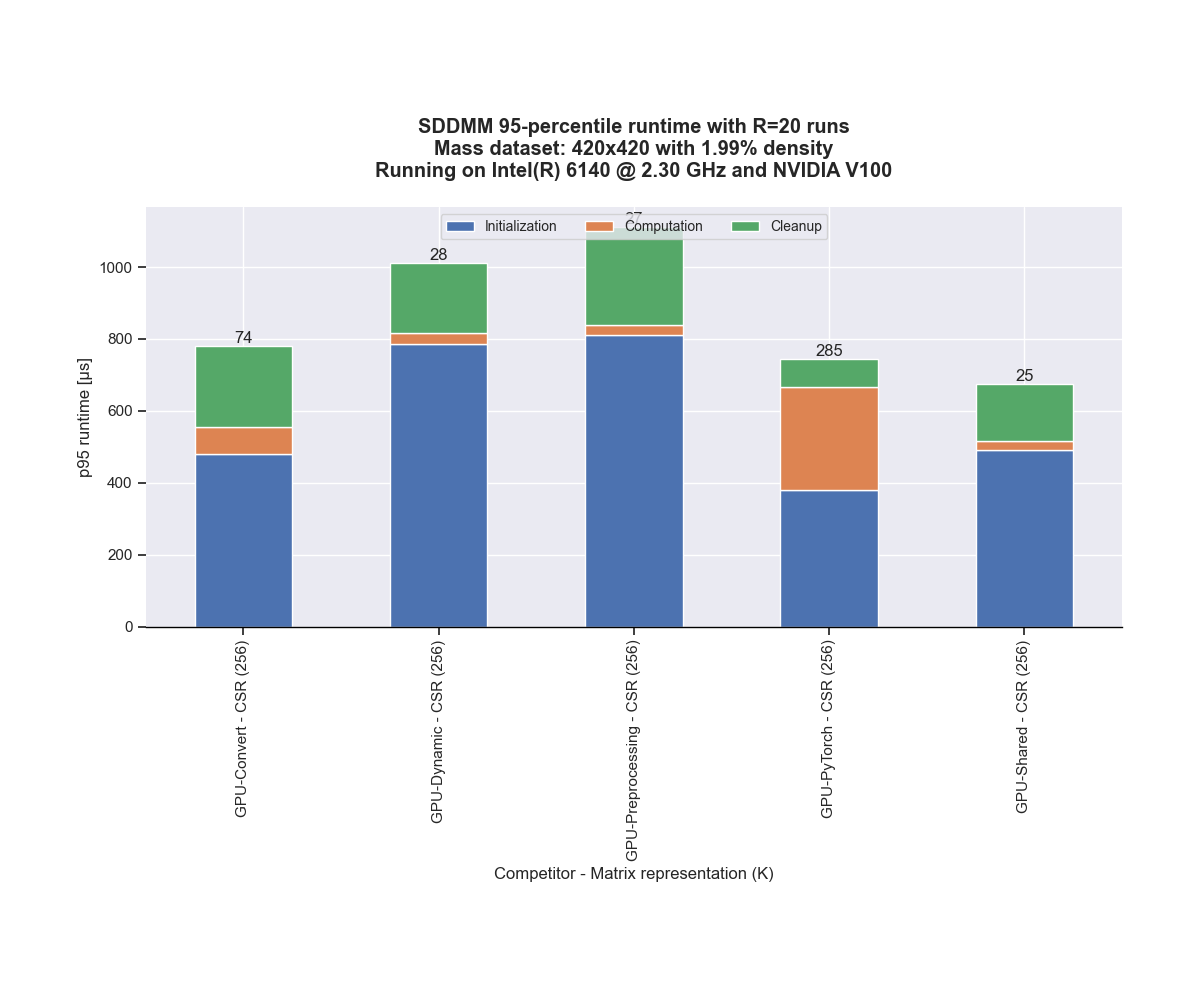 SDDMM 95-percentile runtime with R=20 runs
Mass dataset: 420x420 with 1.99% density
Running on Intel(R) 6140 @ 2.30 GHz and NVIDIA V100
Initialization Computation Cleanup
28
74
285
25
p95 runtime [µs]
1000
800
600
400
200
0
GPU-Convert - CSR (256)
GPU-Dynamic - CSR (256)
GPU-Preprocessing - CSR (256)
GPU-PyTorch - CSR (256)
GPU-Shared - CSR (256)
Competitor - Matrix representation (K)